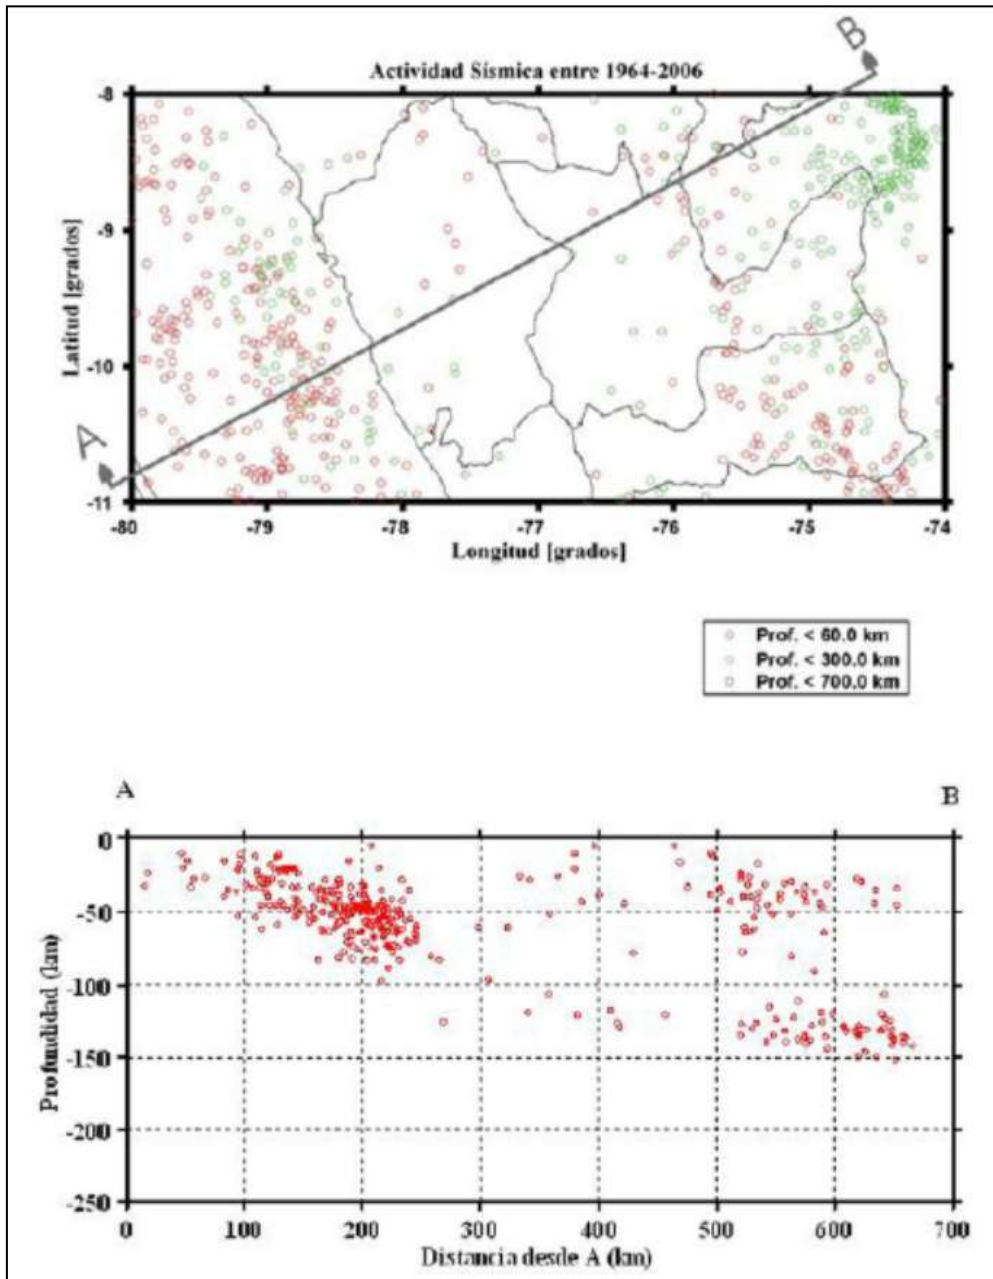 B
Actividad Sísmica entre 1964-2006
-8
-9
-10
-11
Latitud [grados]
A
-80 -79 -78 -77 -76 -75 -74
Longitud [grados]
Prof. < 60.0 km
Prof. < 300.0 km
Prof. < 700.0 km
A B
0
-50
-100
-150
-200
-250
Profundidad (km)
0 100 200 300 400 500 600 700
Distancia desde A (km)